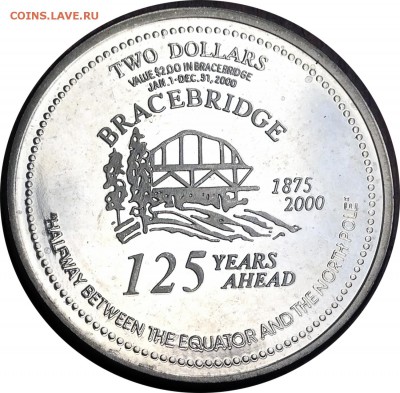 COINS.LAVE.RU
TWO DOLLARS
VALUE $2.00 IN BRACEBRIDGE
JAN. 1-DEC. 31, 2000
BRACEBRIDGE
1875
2000
125 YEARS
AHEAD
"HALFWAY BETWEEN THE EQUATOR AND THE NORTH POLE"